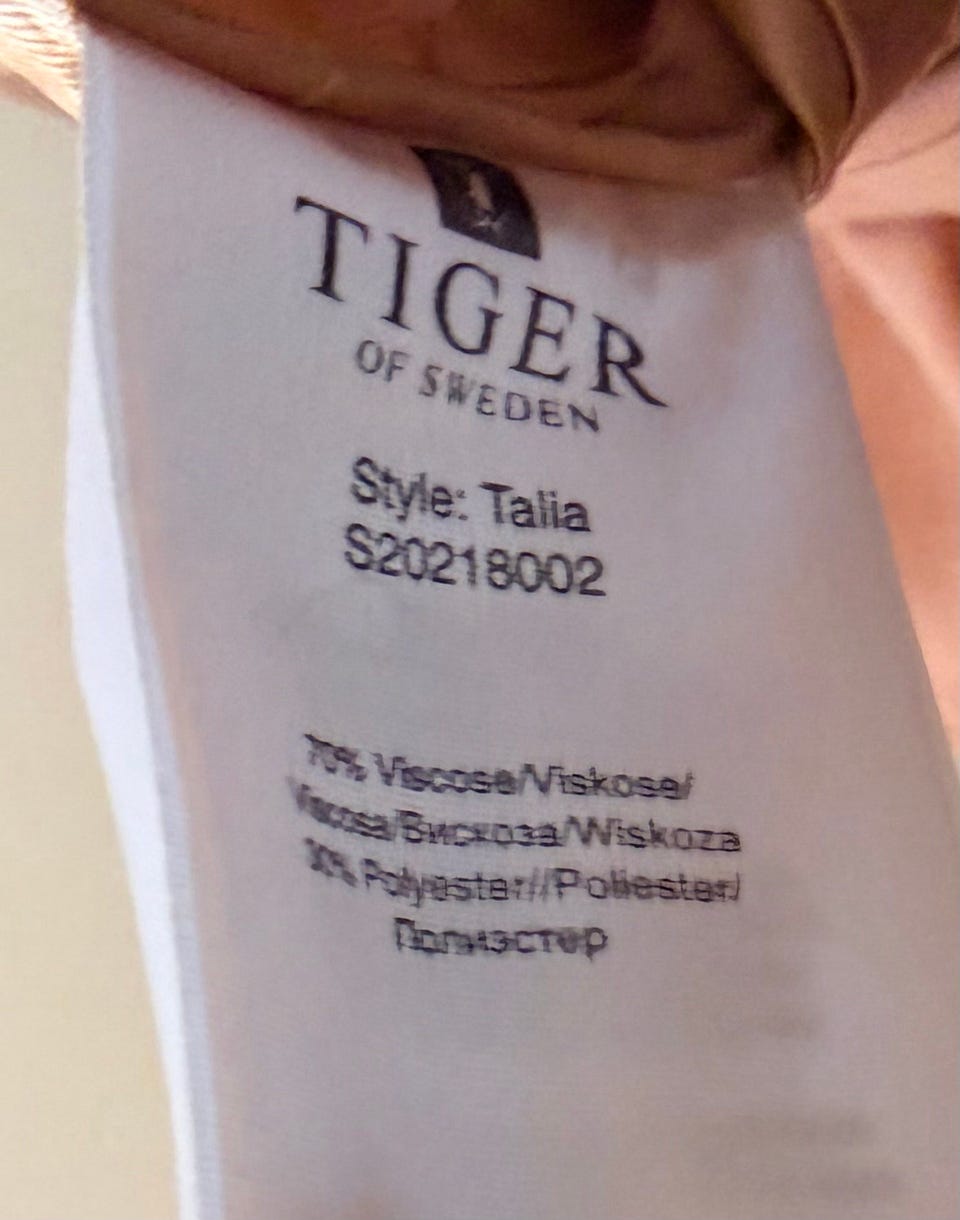 TIGER
OF SWEDEN
Style: Talia
S20218002
70% Viscose/Viskose/
Viscosa/Вискоза/Wiskoza
30% Polyester//Poliester/
Полиэстер